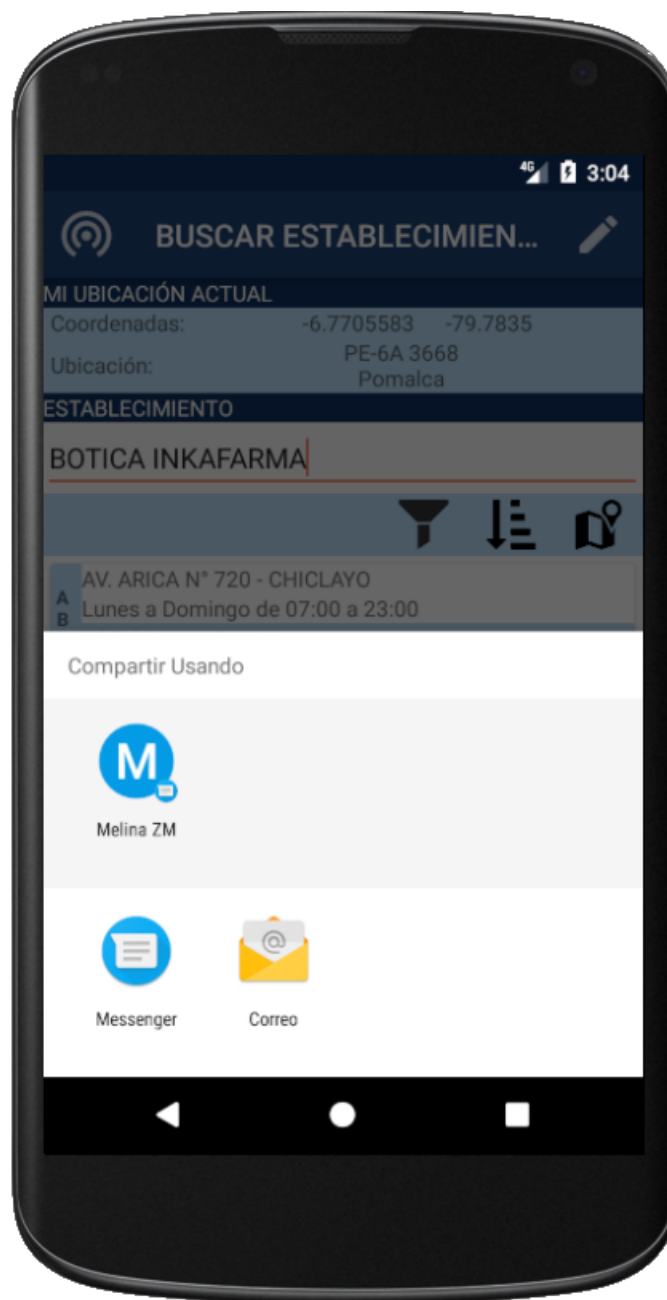 4G 3:04
BUSCAR ESTABLECIMIEN...
MI UBICACIÓN ACTUAL
Coordenadas: -6.7705583 -79.7835
Ubicación: PE-6A 3668
Pomalca
ESTABLECIMIENTO
BOTICA INKAFARMA
AV. ARICA N° 720 - CHICLAYO
A
Lunes a Domingo de 07:00 a 23:00
B
Compartir Usando
M
Melina ZM
@
Messenger Correo